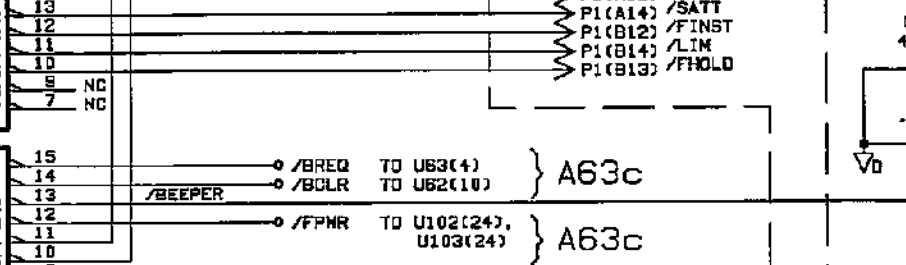 13 P1(A14) /SATT
12 P1(B12) /FINST
11 P1(B14) /LIM
10 P1(B13) /FHOLD
9 NC
7 NC
15 /BREQ TO U63(4)
14 /BCLR TO U62(10) A63c
13 /BEEPER
12 /FPWR TO U102(24),
11 U103(24) A63c
10
D